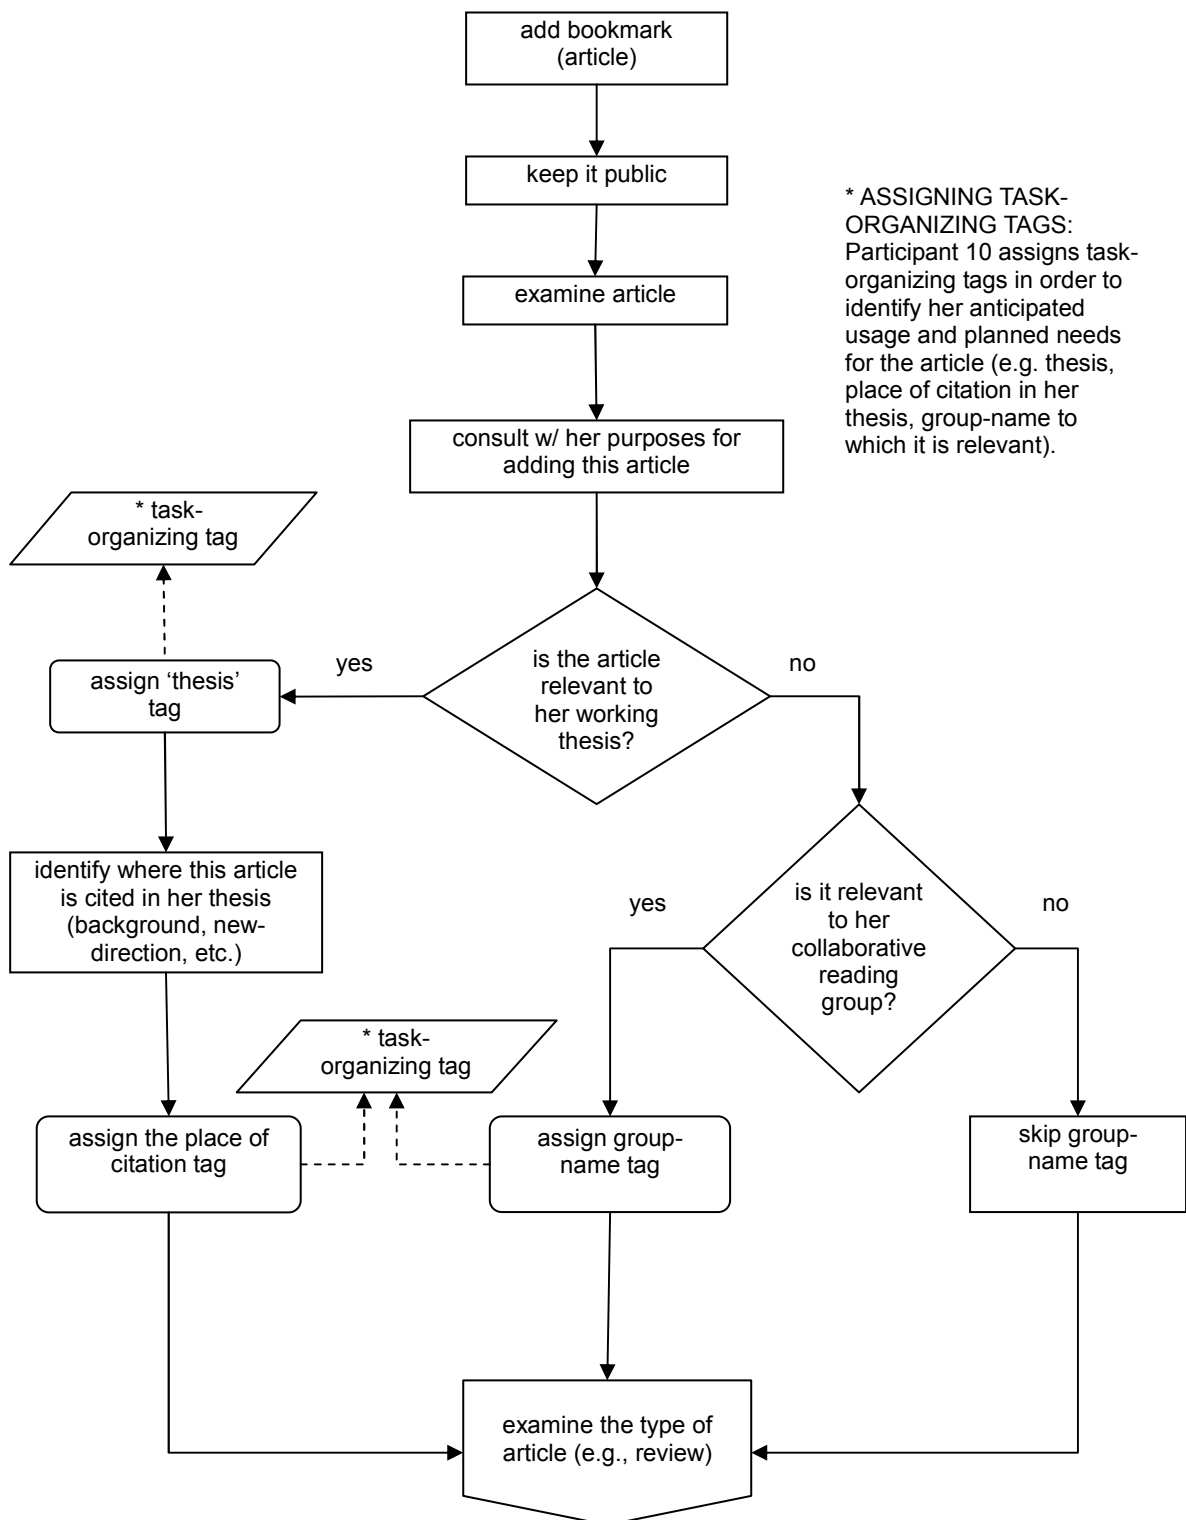 add bookmark
(article)
keep it public
* ASSIGNING TASK-
ORGANIZING TAGS:
Participant 10 assigns task-
organizing tags in order to
identify her anticipated
usage and planned needs
for the article (e.g. thesis,
place of citation in her
thesis, group-name to
which it is relevant).
examine article
consult w/ her purposes for
adding this article
* task-
organizing tag
is the article
relevant to
her working
thesis?
yes
no
assign ‘thesis’
tag
identify where this article
is cited in her thesis
(background, new-
direction, etc.)
is it relevant
to her
collaborative
reading
group?
yes
no
* task-
organizing tag
assign the place of
citation tag
assign group-
name tag
skip group-
name tag
examine the type of
article (e.g., review)